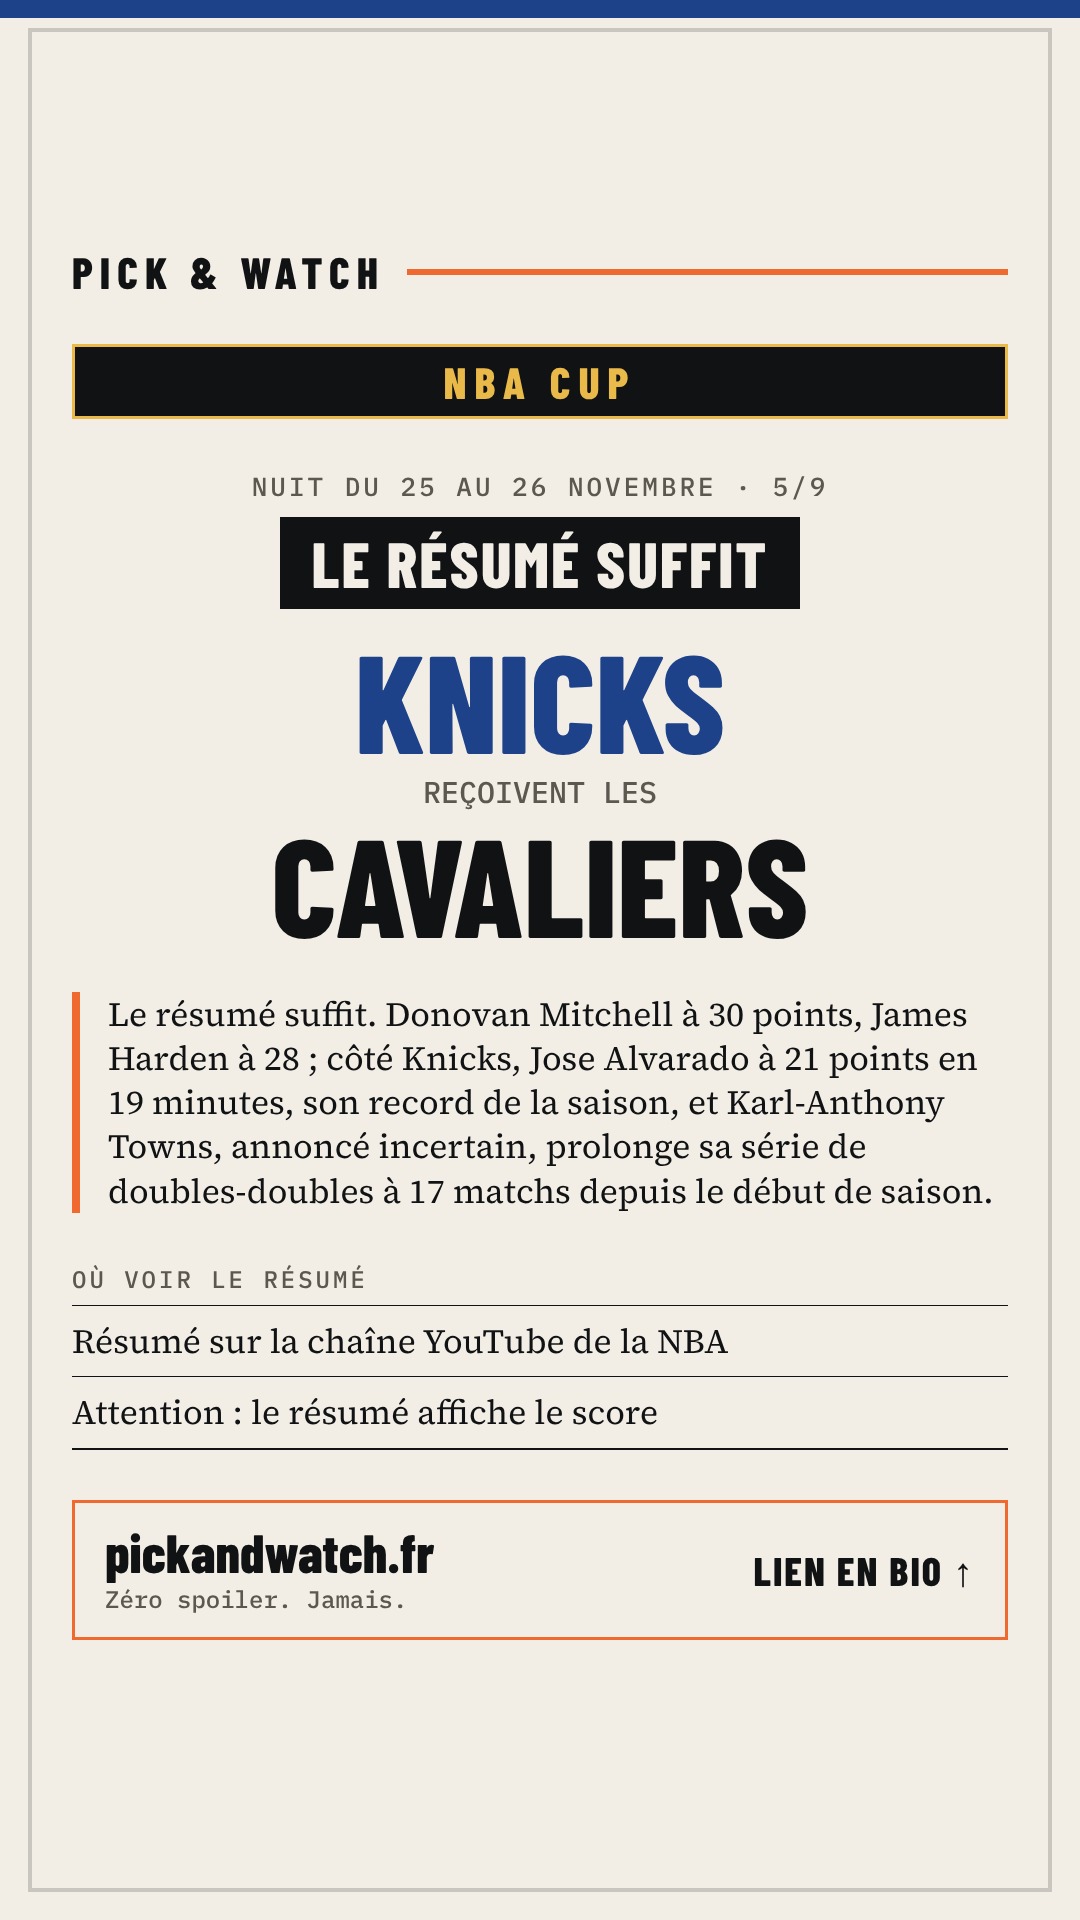 PICK & WATCH
NBA CUP
NUIT DU 25 AU 26 NOVEMBRE · 5/9
LE RÉSUMÉ SUFFIT
KNICKS
REÇOIVENT LES
CAVALIERS
Le résumé suffit. Donovan Mitchell à 30 points, James
Harden à 28 ; côté Knicks, Jose Alvarado à 21 points en
19 minutes, son record de la saison, et Karl-Anthony
Towns, annoncé incertain, prolonge sa série de
doubles-doubles à 17 matchs depuis le début de saison.
OÙ VOIR LE RÉSUMÉ
Résumé sur la chaîne YouTube de la NBA
Attention : le résumé affiche le score
pickandwatch.fr
Zéro spoiler. Jamais.
LIEN EN BIO ↑